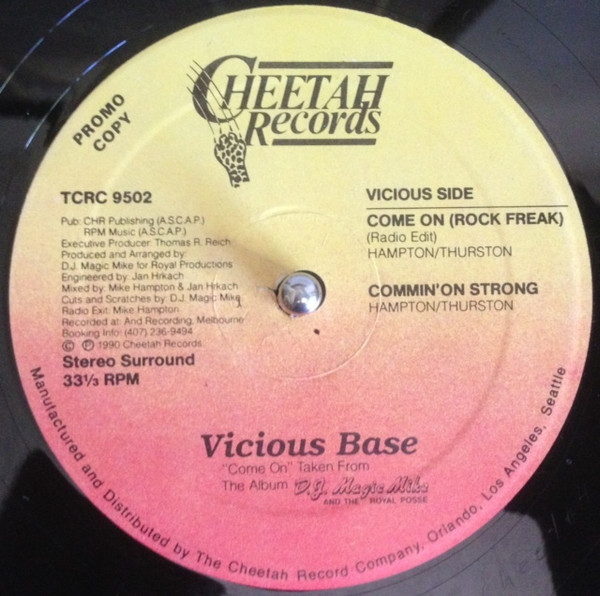 CHEETAH
Records
PROMO
COPY
TCRC 9502
Pub: CHR Publishing (A.S.C.A.P.)
RPM Music (A.S.C.A.P.)
Executive Producer: Thomas R. Reich
Produced and Arranged by:
D.J. Magic Mike for Royal Productions
Engineered by: Jan Hrkach
Mixed by: Mike Hampton & Jan Hrkach
Cuts and Scratches by: D.J. Magic Mike
Radio Exit: Mike Hampton
Recorded at: And Recording, Melbourne
Booking Info: (407) 236-9494
© ℗ 1990 Cheetah Records
Stereo Surround
33⅓ RPM
VICIOUS SIDE
COME ON (ROCK FREAK)
(Radio Edit)
HAMPTON/THURSTON
COMMIN'ON STRONG
HAMPTON/THURSTON
Vicious Base
"Come On" Taken From
The Album D.J. Magic Mike
AND THE ROYAL POSSE
Manufactured and Distributed by The Cheetah Record Company, Orlando, Los Angeles, Seattle